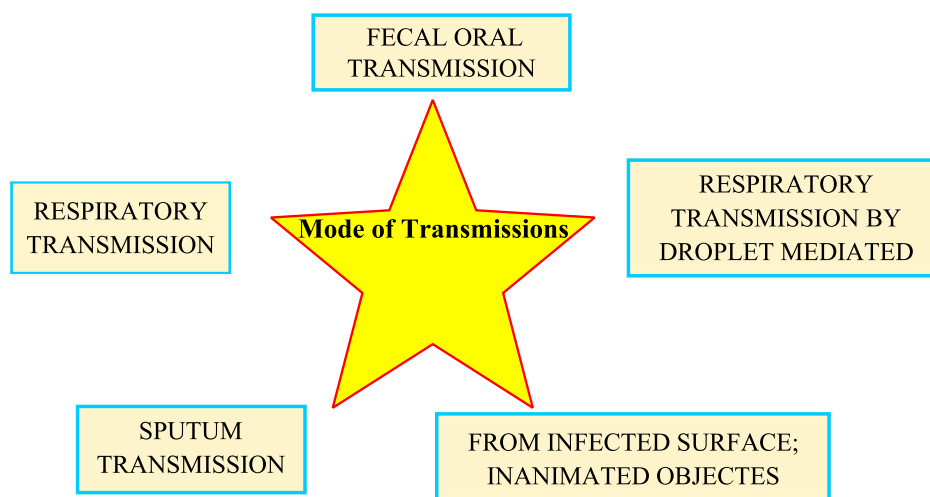 FECAL ORAL
TRANSMISSION
RESPIRATORY
TRANSMISSION
Mode of Transmissions
RESPIRATORY
TRANSMISSION BY
DROPLET MEDIATED
SPUTUM
TRANSMISSION
FROM INFECTED SURFACE;
INANIMATED OBJECTES